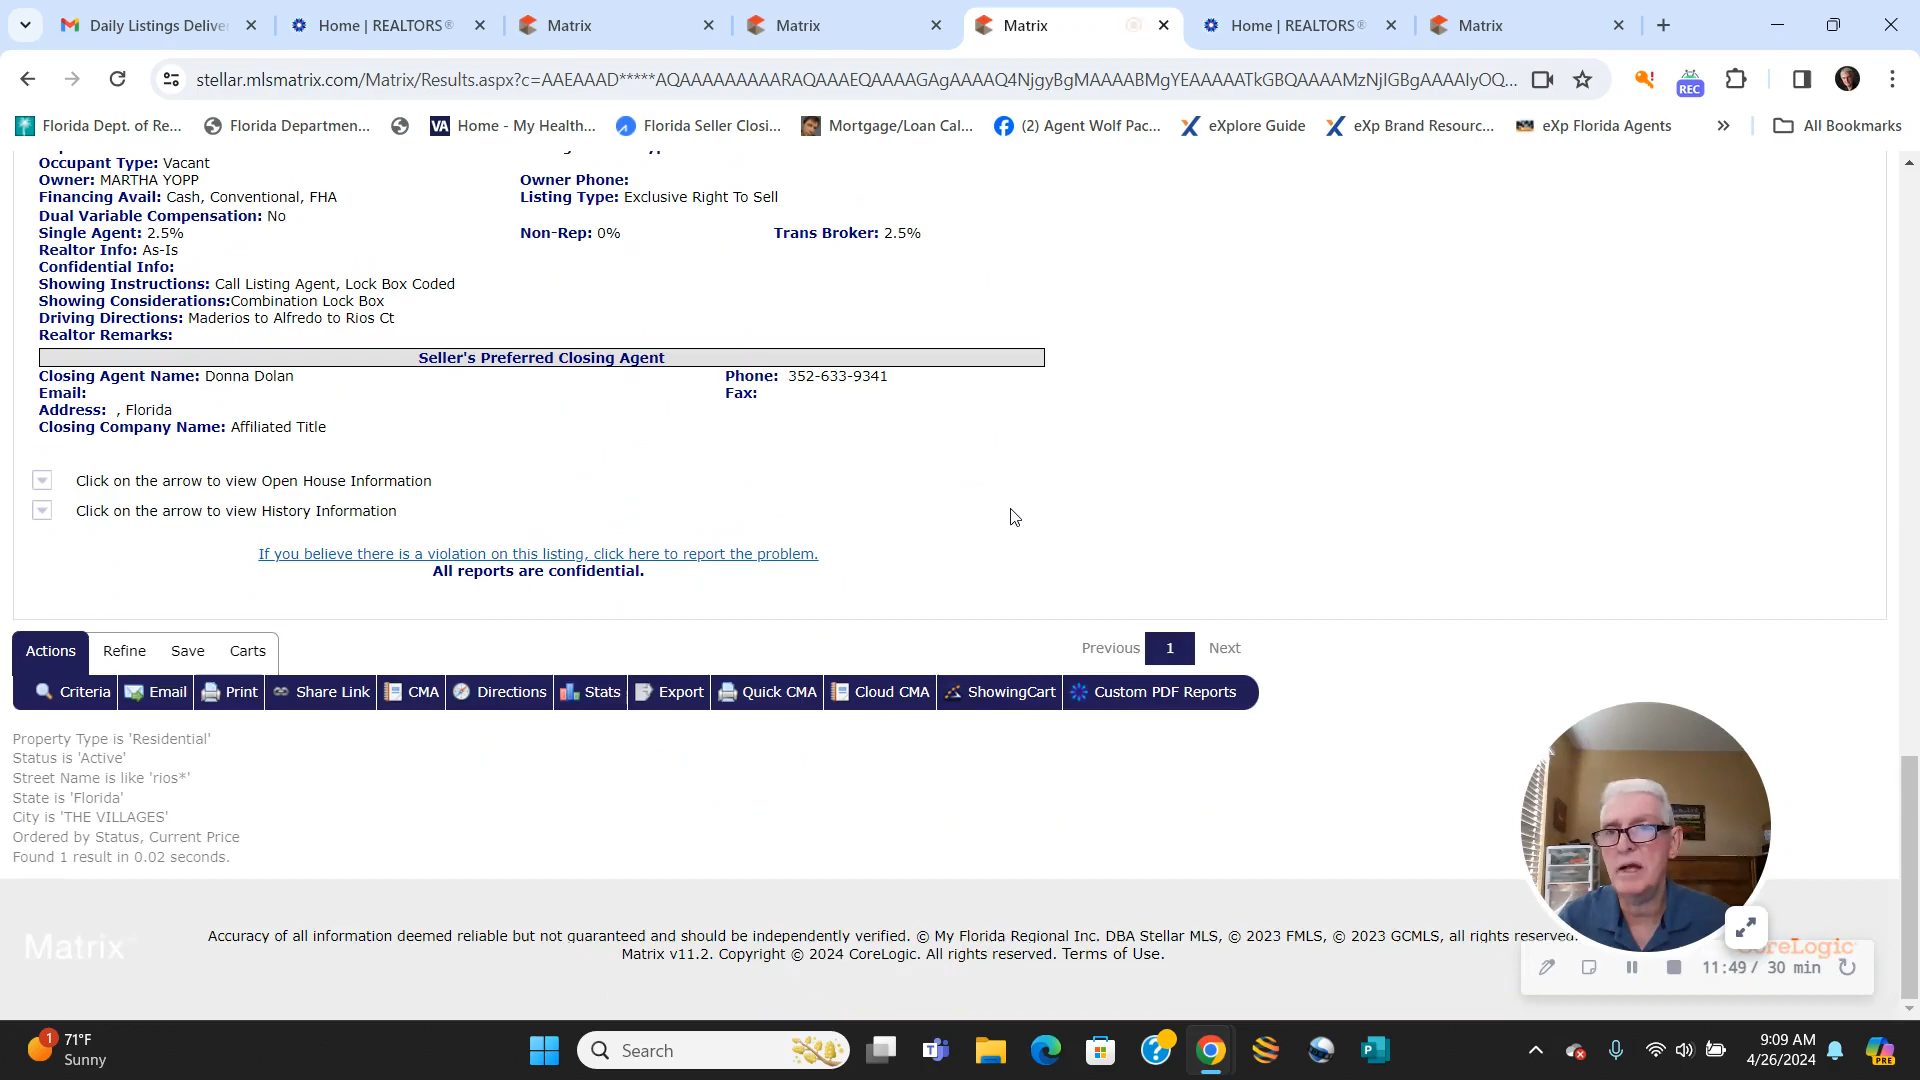 Daily Listings Deliver
Home | REALTORS®
Matrix
Matrix
Matrix
Home | REALTORS®
Matrix
stellar.mlsmatrix.com/Matrix/Results.aspx?c=AAEAAAD*****AQAAAAAAAAARAQAAAEQAAAAGAgAAAAQ4NjgyBgMAAAABMgYEAAAAATkGBQAAAAMzNjIGBgAAAAIyOQ...
REC
Florida Dept. of Re...
Florida Departmen...
VA Home - My Health...
Florida Seller Closi...
Mortgage/Loan Cal...
(2) Agent Wolf Pac...
eXplore Guide
eXp Brand Resourc...
eXp Florida Agents
All Bookmarks
Occupant Type: Vacant
Owner: MARTHA YOPP
Owner Phone:
Financing Avail: Cash, Conventional, FHA
Listing Type: Exclusive Right To Sell
Dual Variable Compensation: No
Single Agent: 2.5%
Non-Rep: 0%
Trans Broker: 2.5%
Realtor Info: As-Is
Confidential Info:
Showing Instructions: Call Listing Agent, Lock Box Coded
Showing Considerations:Combination Lock Box
Driving Directions: Maderios to Alfredo to Rios Ct
Realtor Remarks:
Seller's Preferred Closing Agent
Closing Agent Name: Donna Dolan
Phone: 352-633-9341
Email:
Fax:
Address: , Florida
Closing Company Name: Affiliated Title
Click on the arrow to view Open House Information
Click on the arrow to view History Information
If you believe there is a violation on this listing, click here to report the problem.
All reports are confidential.
Actions
Refine
Save
Carts
Previous
1
Next
Criteria
Email
Print
Share Link
CMA
Directions
Stats
Export
Quick CMA
Cloud CMA
ShowingCart
Custom PDF Reports
Property Type is 'Residential'
Status is 'Active'
Street Name is like 'rios*'
State is 'Florida'
City is 'THE VILLAGES'
Ordered by Status, Current Price
Found 1 result in 0.02 seconds.
Matrix
Accuracy of all information deemed reliable but not guaranteed and should be independently verified. © My Florida Regional Inc. DBA Stellar MLS, © 2023 FMLS, © 2023 GCMLS, all rights reserved.
Matrix v11.2. Copyright © 2024 CoreLogic. All rights reserved. Terms of Use.
CoreLogic
11:49 / 30 min
1
71°F
Sunny
Search
9:09 AM
4/26/2024
PRE